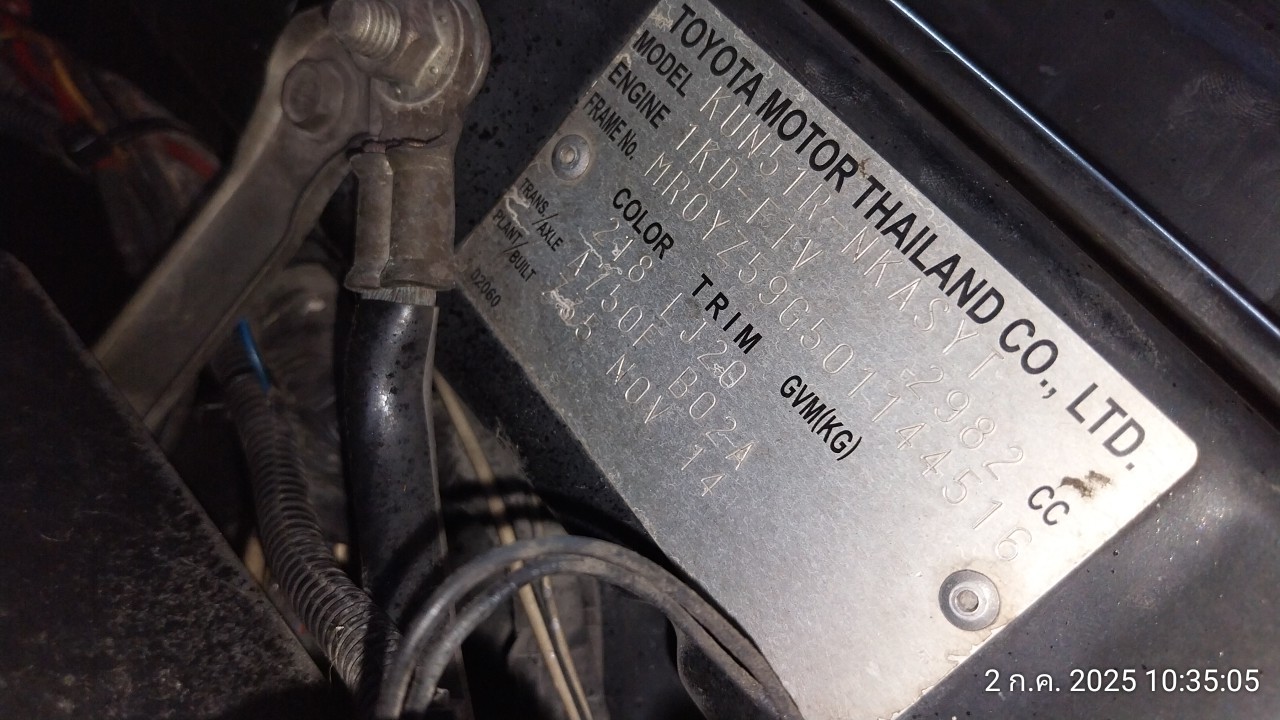 TOYOTA MOTOR THAILAND CO., LTD.
MODEL KUN51R-NKASYT
ENGINE 1KD-FTV 2982 CC
FRAME No. MR0YZ59G501144516
COLOR TRIM GVM(KG)
218 LJ20
TRANS/AXLE A750F B02A
PLANT/BUILT NOV 14
D2060
2 ก.ค. 2025 10:35:05